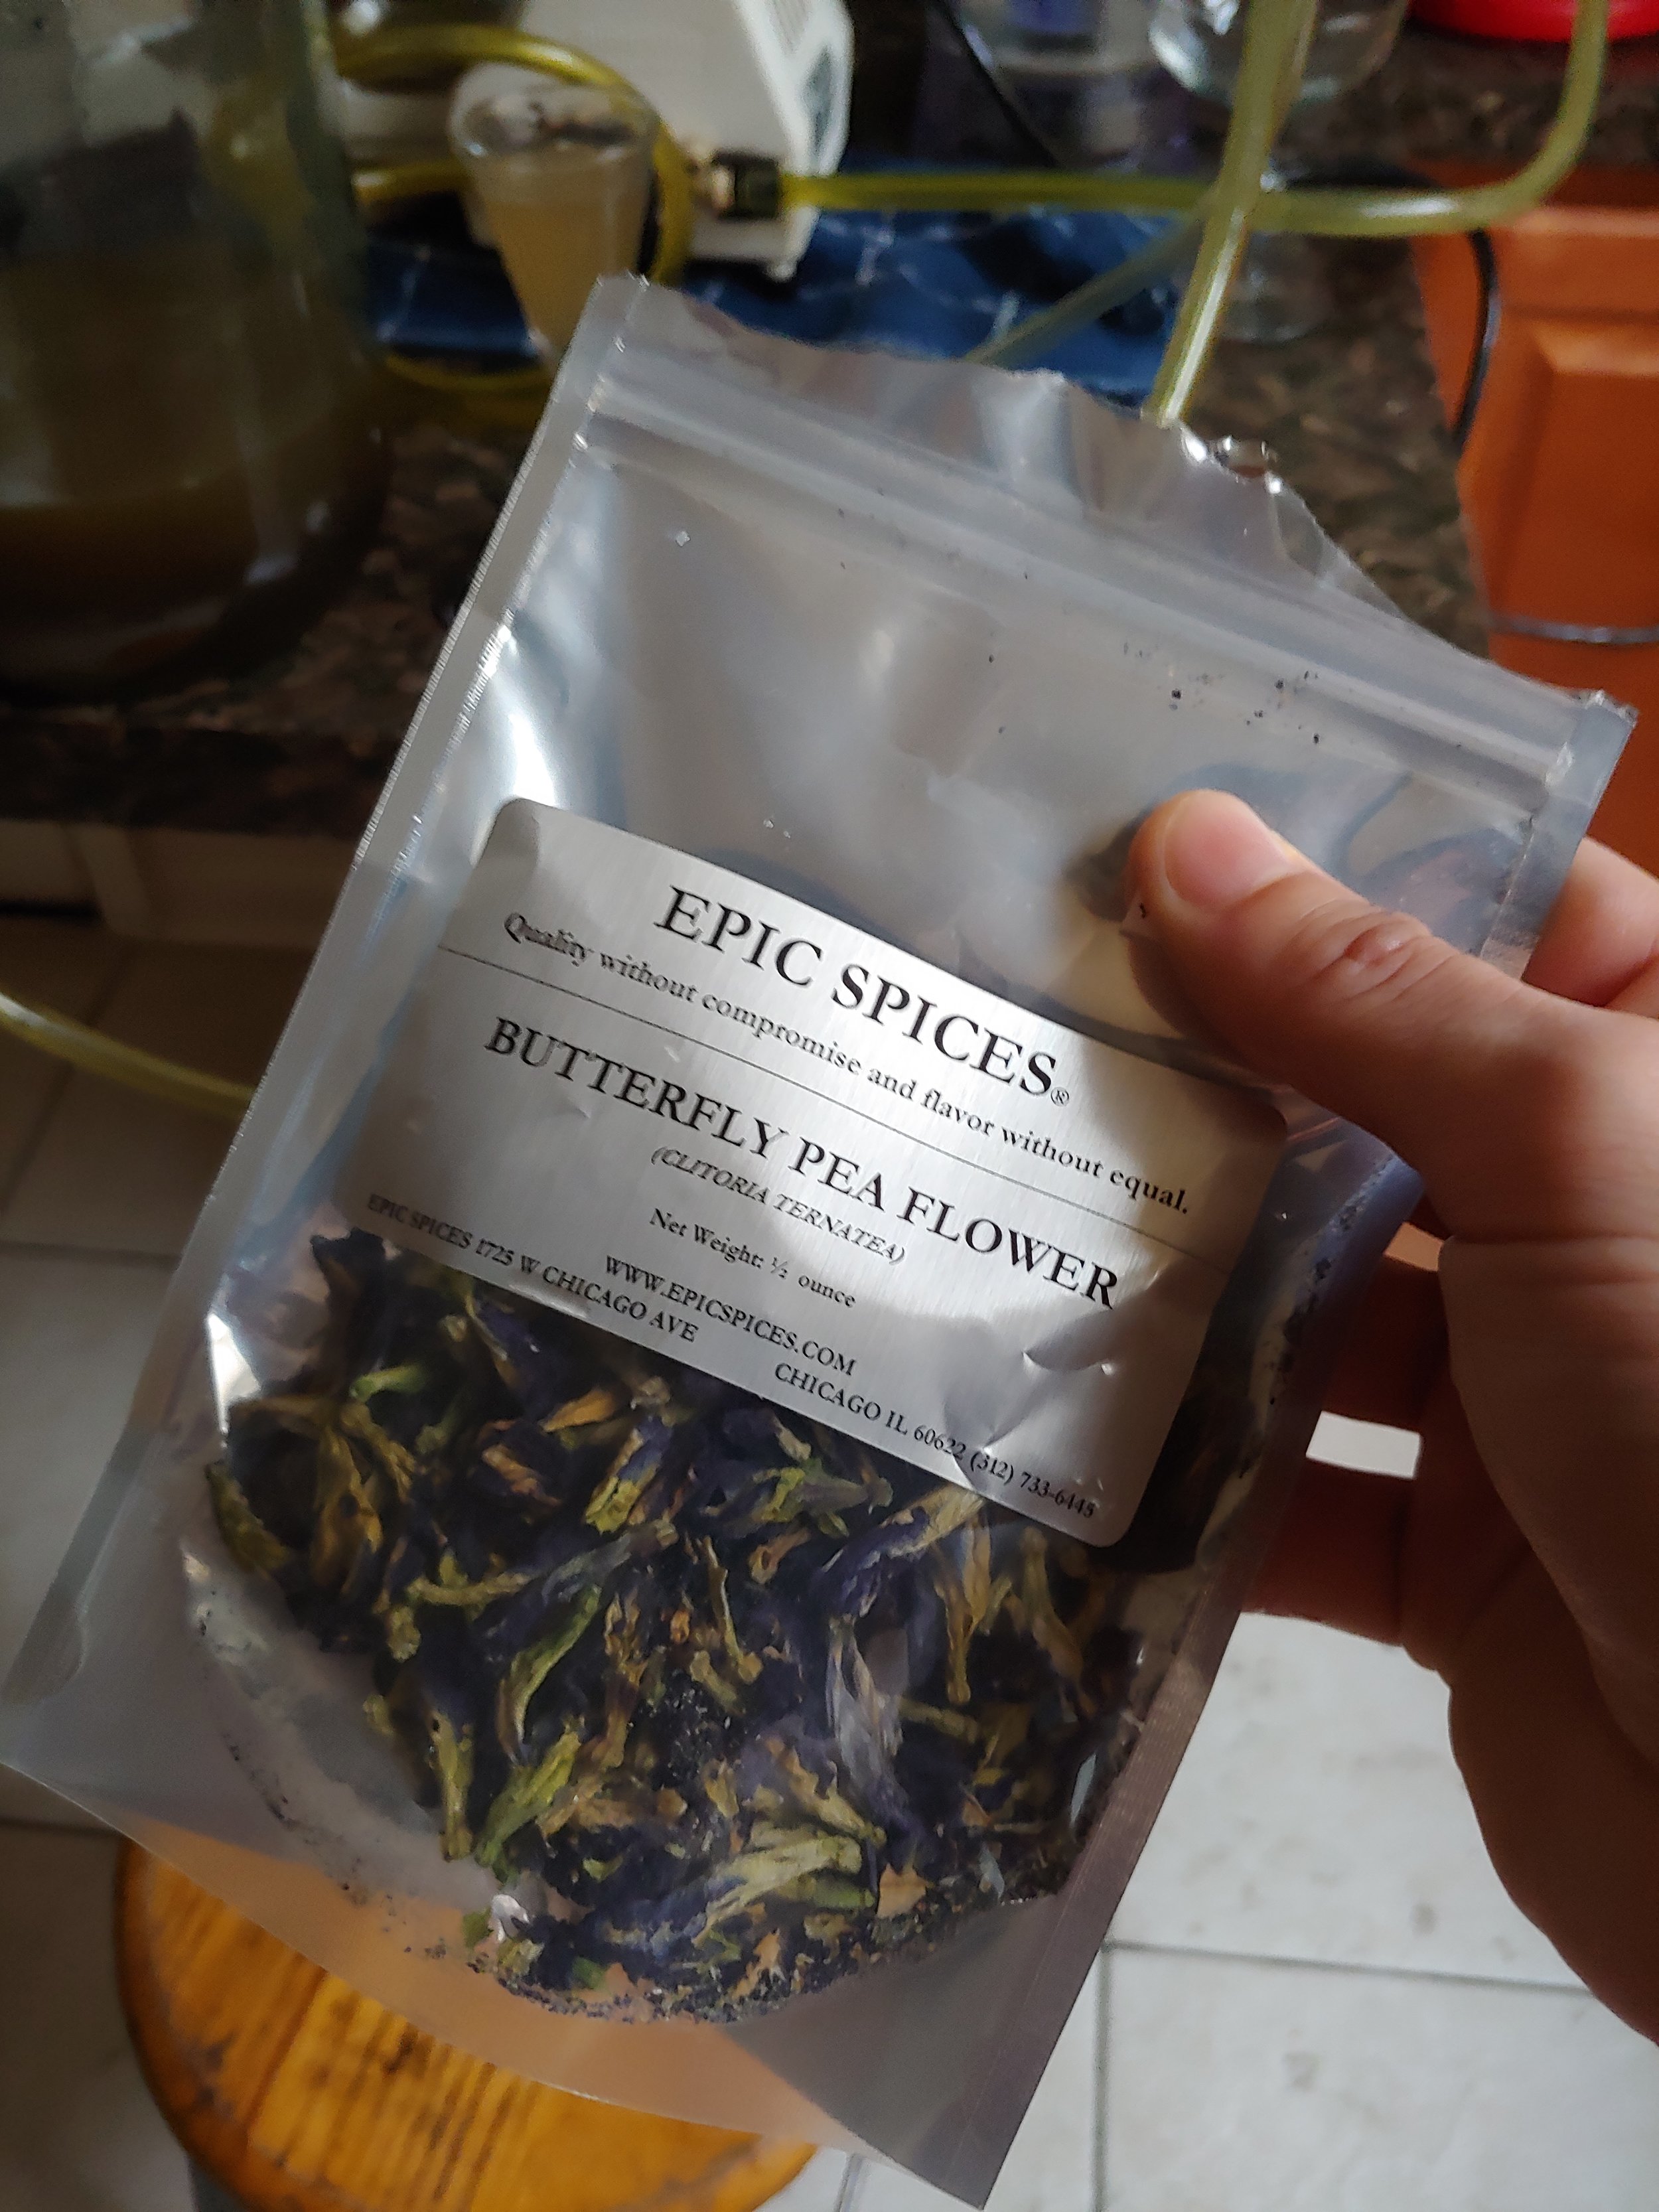 EPIC SPICES®
Quality without compromise and flavor without equal.
BUTTERFLY PEA FLOWER
(CLITORIA TERNATEA)
Net Weight: ½ ounce
WWW.EPICSPICES.COM
EPIC SPICES 1725 W CHICAGO AVE CHICAGO IL 60622 (312) 733-6445